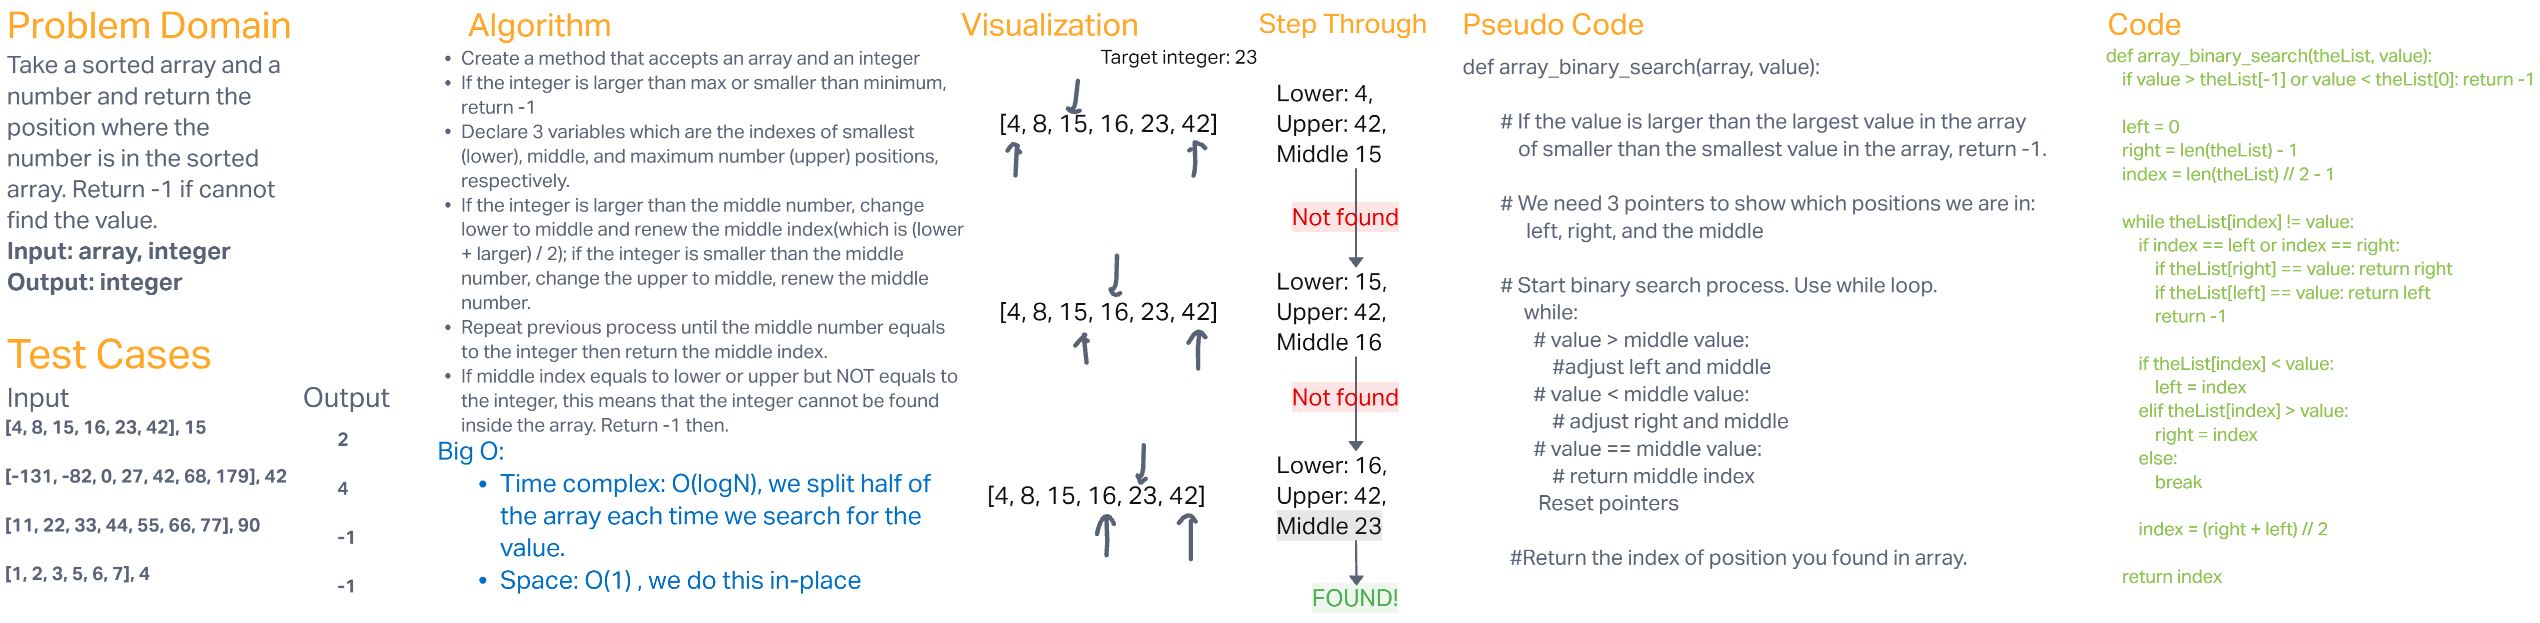 Problem Domain
Take a sorted array and a
number and return the
position where the
number is in the sorted
array. Return -1 if cannot
find the value.
Input: array, integer
Output: integer
Test Cases
Input Output
[4, 8, 15, 16, 23, 42], 15
2
[-131, -82, 0, 27, 42, 68, 179], 42
4
[11, 22, 33, 44, 55, 66, 77], 90
-1
[1, 2, 3, 5, 6, 7], 4
-1
Algorithm
• Create a method that accepts an array and an integer
• If the integer is larger than max or smaller than minimum,
return -1
• Declare 3 variables which are the indexes of smallest
(lower), middle, and maximum number (upper) positions,
respectively.
• If the integer is larger than the middle number, change
lower to middle and renew the middle index(which is (lower
+ larger) / 2); if the integer is smaller than the middle
number, change the upper to middle, renew the middle
number.
• Repeat previous process until the middle number equals
to the integer then return the middle index.
• If middle index equals to lower or upper but NOT equals to
the integer, this means that the integer cannot be found
inside the array. Return -1 then.
Big O:
• Time complex: O(logN), we split half of
the array each time we search for the
value.
• Space: O(1) , we do this in-place
Visualization
Target integer: 23
[4, 8, 15, 16, 23, 42]
[4, 8, 15, 16, 23, 42]
[4, 8, 15, 16, 23, 42]
Step Through
Lower: 4,
Upper: 42,
Middle 15
Not found
Lower: 15,
Upper: 42,
Middle 16
Not found
Lower: 16,
Upper: 42,
Middle 23
FOUND!
Pseudo Code
def array_binary_search(array, value):
# If the value is larger than the largest value in the array
of smaller than the smallest value in the array, return -1.
# We need 3 pointers to show which positions we are in:
left, right, and the middle
# Start binary search process. Use while loop.
while:
# value > middle value:
#adjust left and middle
# value < middle value:
# adjust right and middle
# value == middle value:
# return middle index
Reset pointers
#Return the index of position you found in array.
Code
def array_binary_search(theList, value):
if value > theList[-1] or value < theList[0]: return -1
left = 0
right = len(theList) - 1
index = len(theList) // 2 - 1
while theList[index] != value:
if index == left or index == right:
if theList[right] == value: return right
if theList[left] == value: return left
return -1
if theList[index] < value:
left = index
elif theList[index] > value:
right = index
else:
break
index = (right + left) // 2
return index